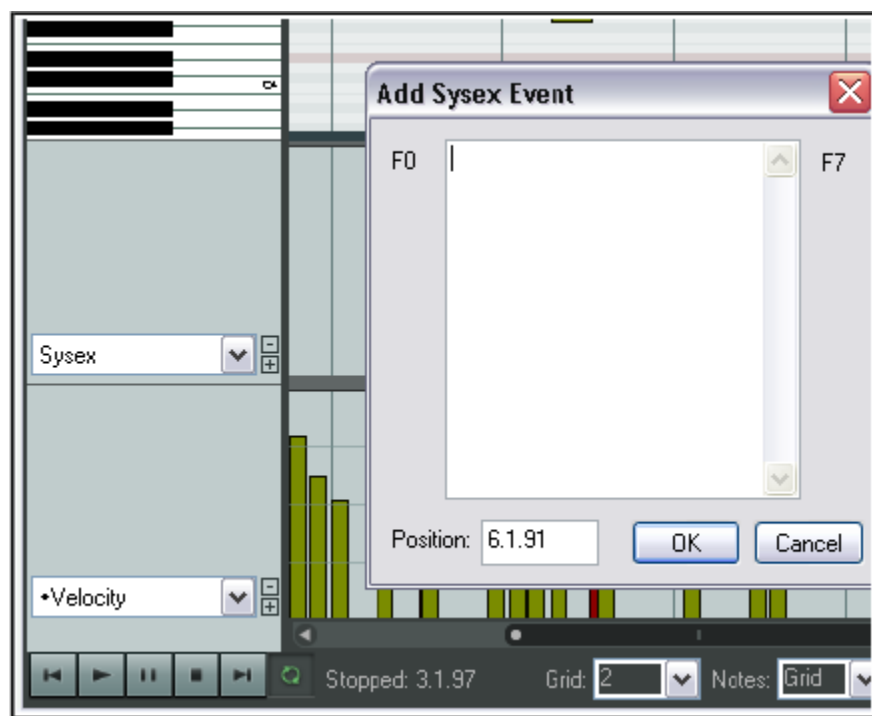 Add Sysex Event
F0
F7
Sysex
Position: 6.1.91
OK
Cancel
•Velocity
Stopped: 3.1.97
Grid: 2
Notes: Grid